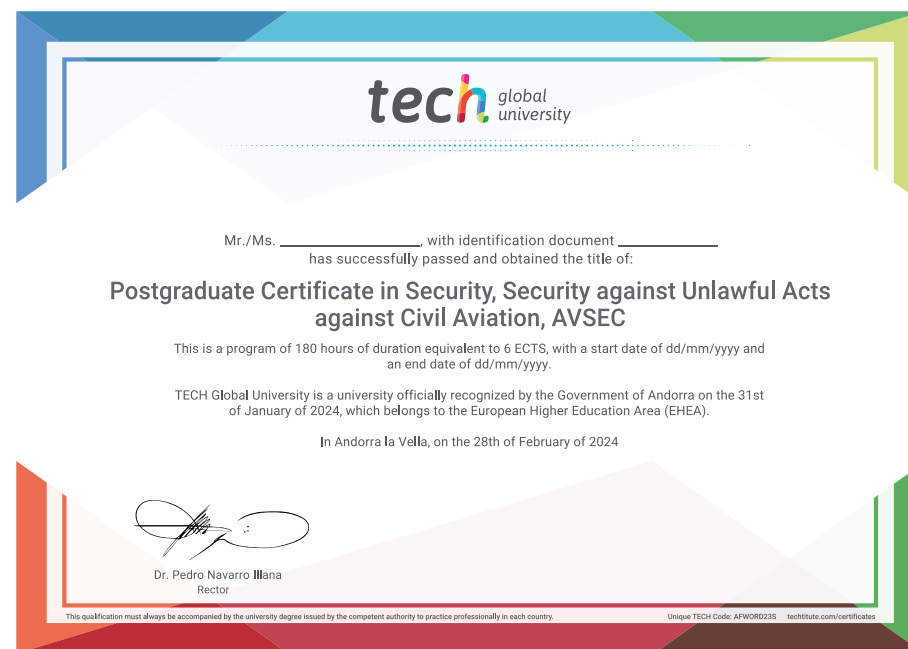 tech global
university
Mr./Ms. ____________, with identification document ____________
has successfully passed and obtained the title of:
Postgraduate Certificate in Security, Security against Unlawful Acts
against Civil Aviation, AVSEC
This is a program of 180 hours of duration equivalent to 6 ECTS, with a start date of dd/mm/yyyy and
an end date of dd/mm/yyyy.
TECH Global University is a university officially recognized by the Government of Andorra on the 31st
of January of 2024, which belongs to the European Higher Education Area (EHEA).
In Andorra la Vella, on the 28th of February of 2024
Dr. Pedro Navarro Illana
Rector
This qualification must always be accompanied by the university degree issued by the competent authority to practice professionally in each country.
Unique TECH Code: AFWORD23S techtitute.com/certificates